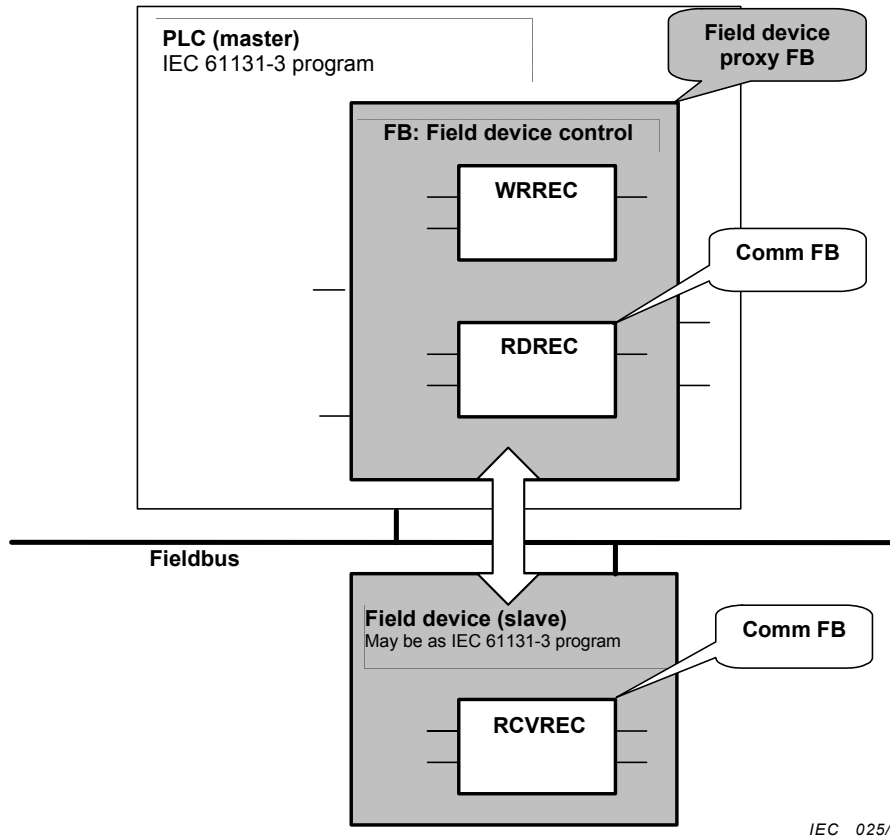 PLC (master)
IEC 61131-3 program
Field device
proxy FB
FB: Field device control
WRREC
Comm FB
RDREC
Fieldbus
Field device (slave)
May be as IEC 61131-3 program
Comm FB
RCVREC
IEC 025/